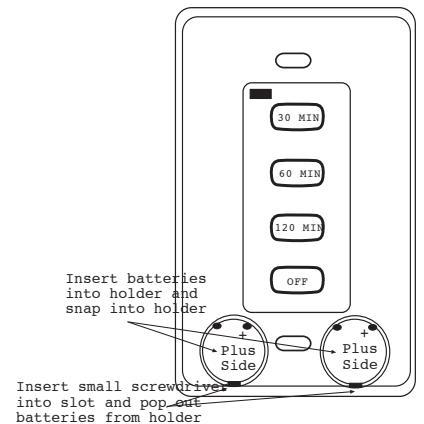 30 MIN
60 MIN
120 MIN
OFF
Insert batteries
into holder and
snap into holder
+
Plus
Side
+
Plus
Side
Insert small screwdriver
into slot and pop out
batteries from holder